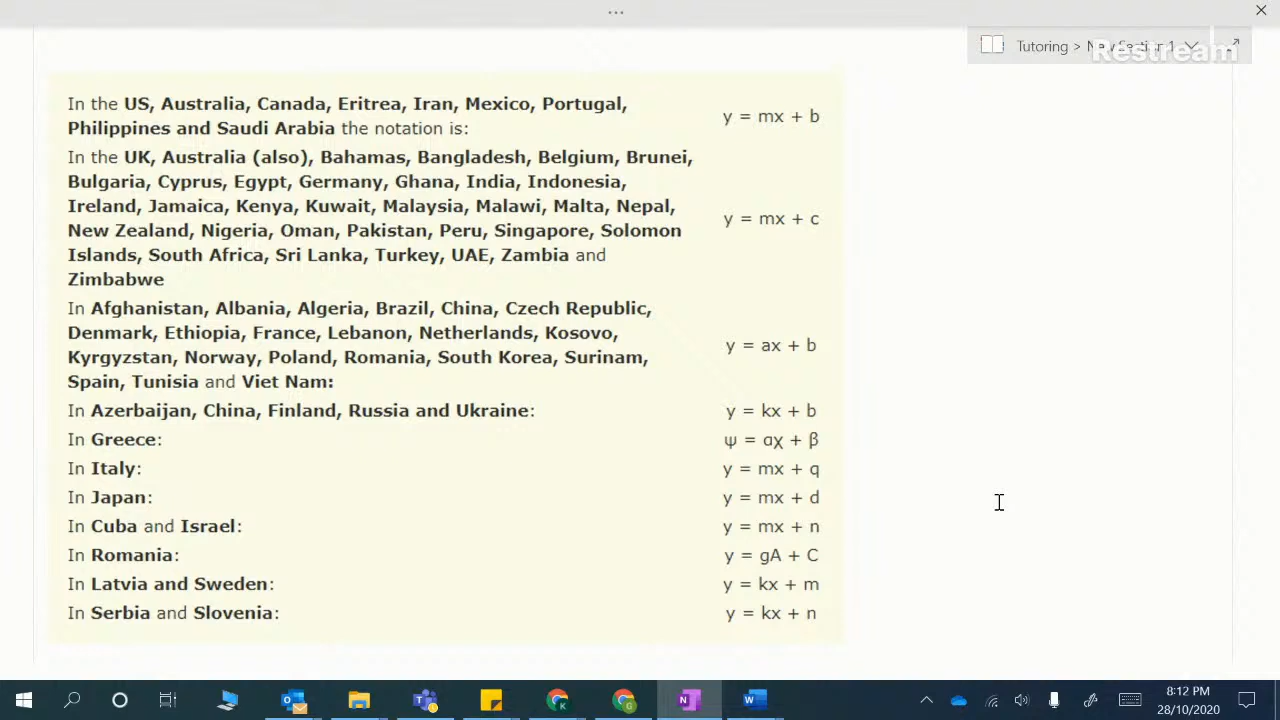 ...
Tutoring > New Section 1
Restream
In the US, Australia, Canada, Eritrea, Iran, Mexico, Portugal,
Philippines and Saudi Arabia the notation is:
y = mx + b
In the UK, Australia (also), Bahamas, Bangladesh, Belgium, Brunei,
Bulgaria, Cyprus, Egypt, Germany, Ghana, India, Indonesia,
Ireland, Jamaica, Kenya, Kuwait, Malaysia, Malawi, Malta, Nepal,
New Zealand, Nigeria, Oman, Pakistan, Peru, Singapore, Solomon
Islands, South Africa, Sri Lanka, Turkey, UAE, Zambia and
Zimbabwe
y = mx + c
In Afghanistan, Albania, Algeria, Brazil, China, Czech Republic,
Denmark, Ethiopia, France, Lebanon, Netherlands, Kosovo,
Kyrgyzstan, Norway, Poland, Romania, South Korea, Surinam,
Spain, Tunisia and Viet Nam:
y = ax + b
In Azerbaijan, China, Finland, Russia and Ukraine: y = kx + b
In Greece: ψ = αχ + β
In Italy: y = mx + q
In Japan: y = mx + d
In Cuba and Israel: y = mx + n
In Romania: y = gA + C
In Latvia and Sweden: y = kx + m
In Serbia and Slovenia: y = kx + n
8:12 PM
28/10/2020